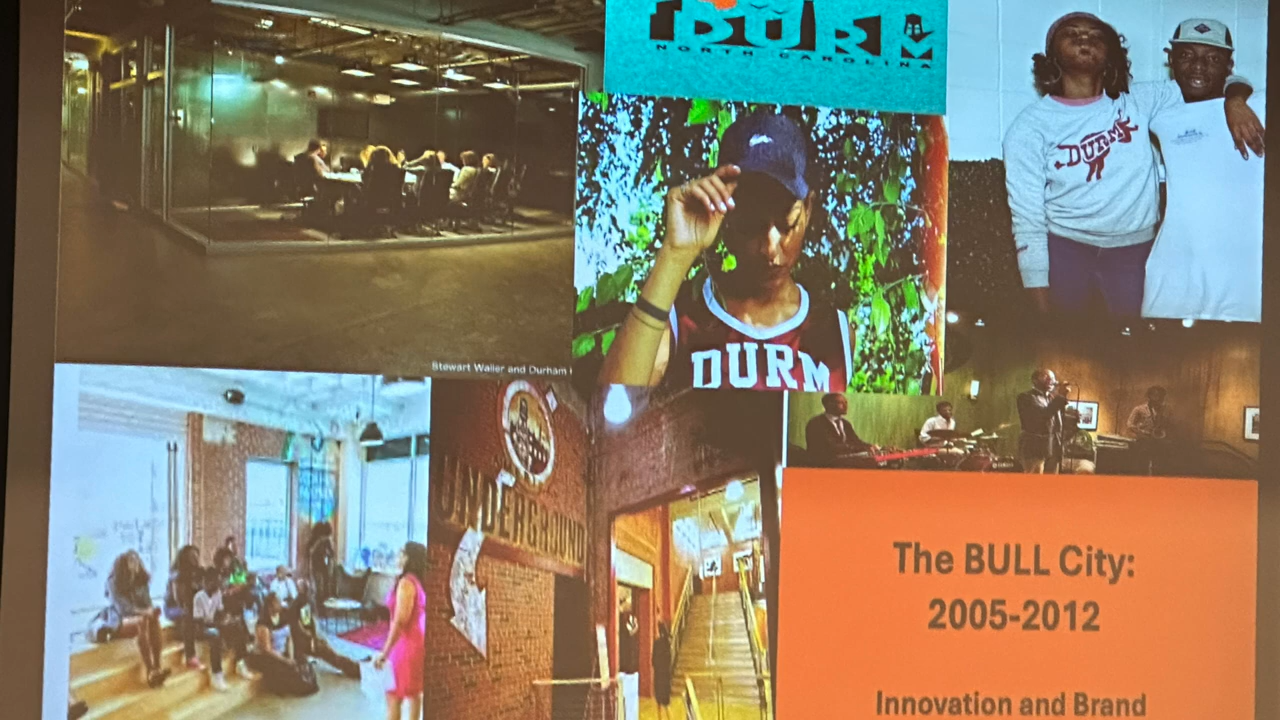 DURM
NORTH CAROLINA
DURM
DURM
Stewart Waller and Durham
UNDERGROUND
The BULL City:
2005-2012
Innovation and Brand